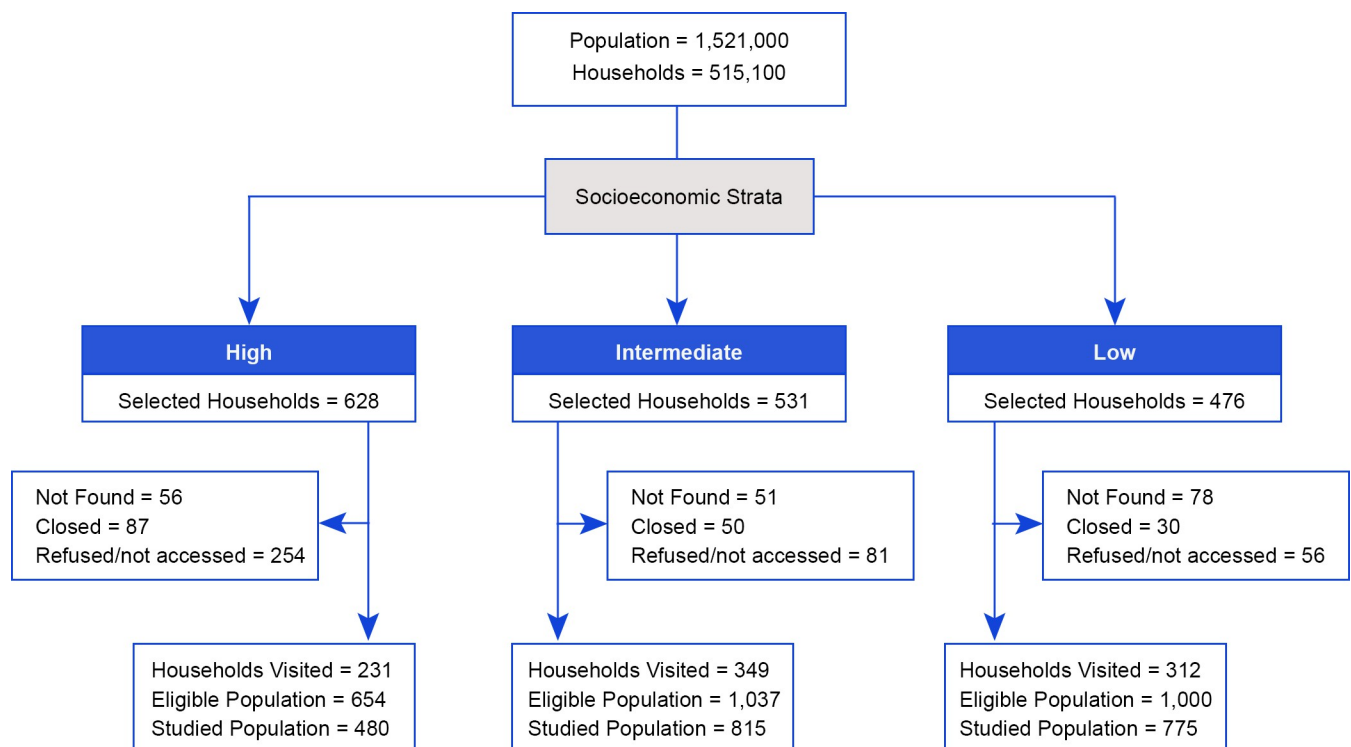 Population = 1,521,000
Households = 515,100
Socioeconomic Strata
High
Selected Households = 628
Not Found = 56
Closed = 87
Refused/not accessed = 254
Households Visited = 231
Eligible Population = 654
Studied Population = 480
Intermediate
Selected Households = 531
Not Found = 51
Closed = 50
Refused/not accessed = 81
Households Visited = 349
Eligible Population = 1,037
Studied Population = 815
Low
Selected Households = 476
Not Found = 78
Closed = 30
Refused/not accessed = 56
Households Visited = 312
Eligible Population = 1,000
Studied Population = 775